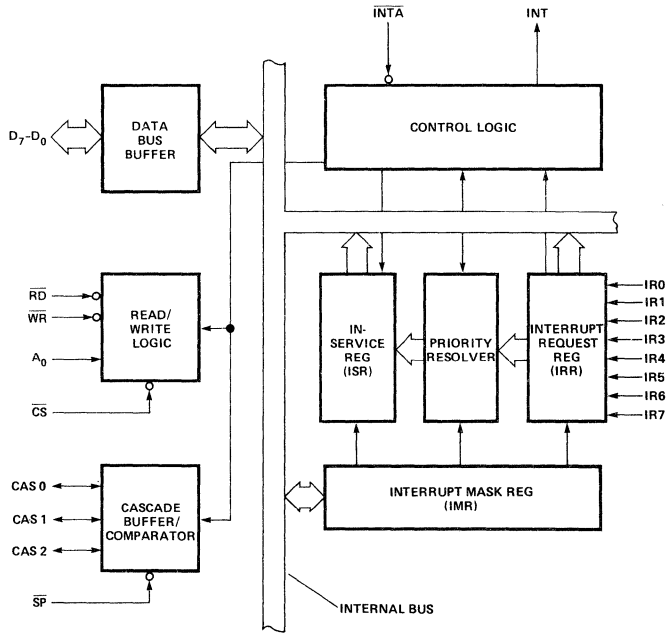 INTA
INT
CONTROL LOGIC
D7-D0
DATA
BUS
BUFFER
RD
WR
A0
CS
READ/
WRITE
LOGIC
IN-
SERVICE
REG
(ISR)
PRIORITY
RESOLVER
INTERRUPT
REQUEST
REG
(IRR)
IR0
IR1
IR2
IR3
IR4
IR5
IR6
IR7
CAS 0
CAS 1
CAS 2
SP
CASCADE
BUFFER/
COMPARATOR
INTERRUPT MASK REG
(IMR)
INTERNAL BUS